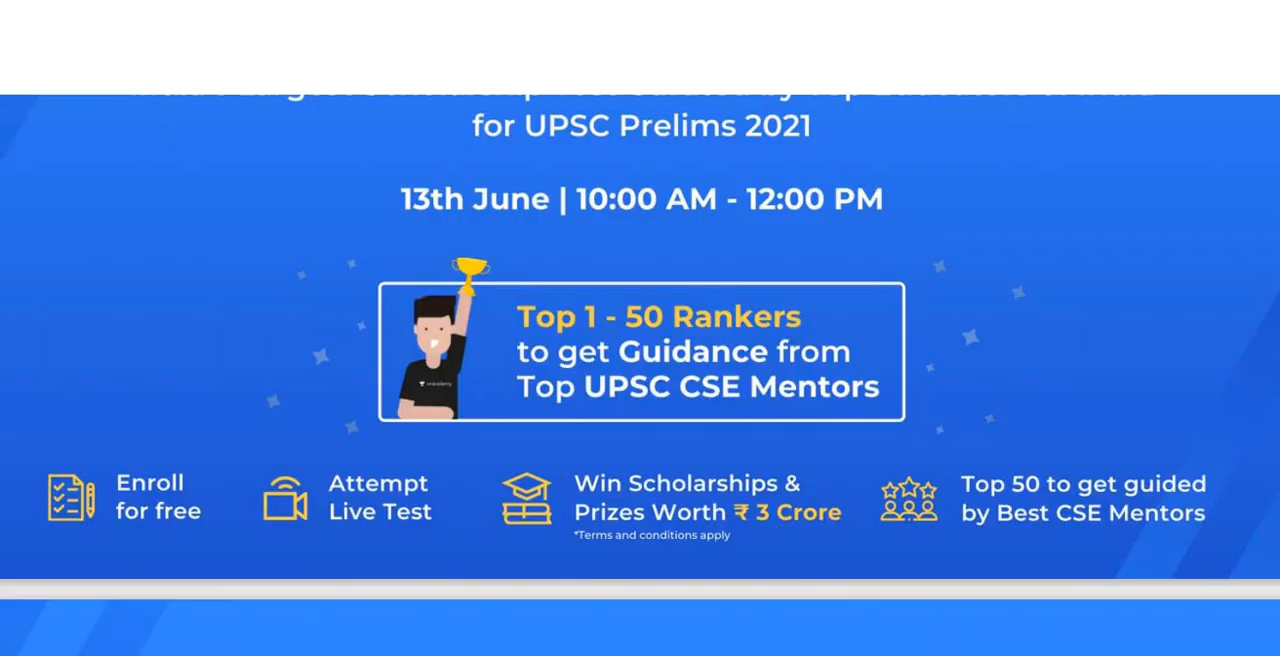 for UPSC Prelims 2021
13th June | 10:00 AM - 12:00 PM
Top 1 - 50 Rankers
to get Guidance from
Top UPSC CSE Mentors
unacademy
Enroll
for free
Attempt
Live Test
Win Scholarships &
Prizes Worth ₹ 3 Crore
*Terms and conditions apply
Top 50 to get guided
by Best CSE Mentors